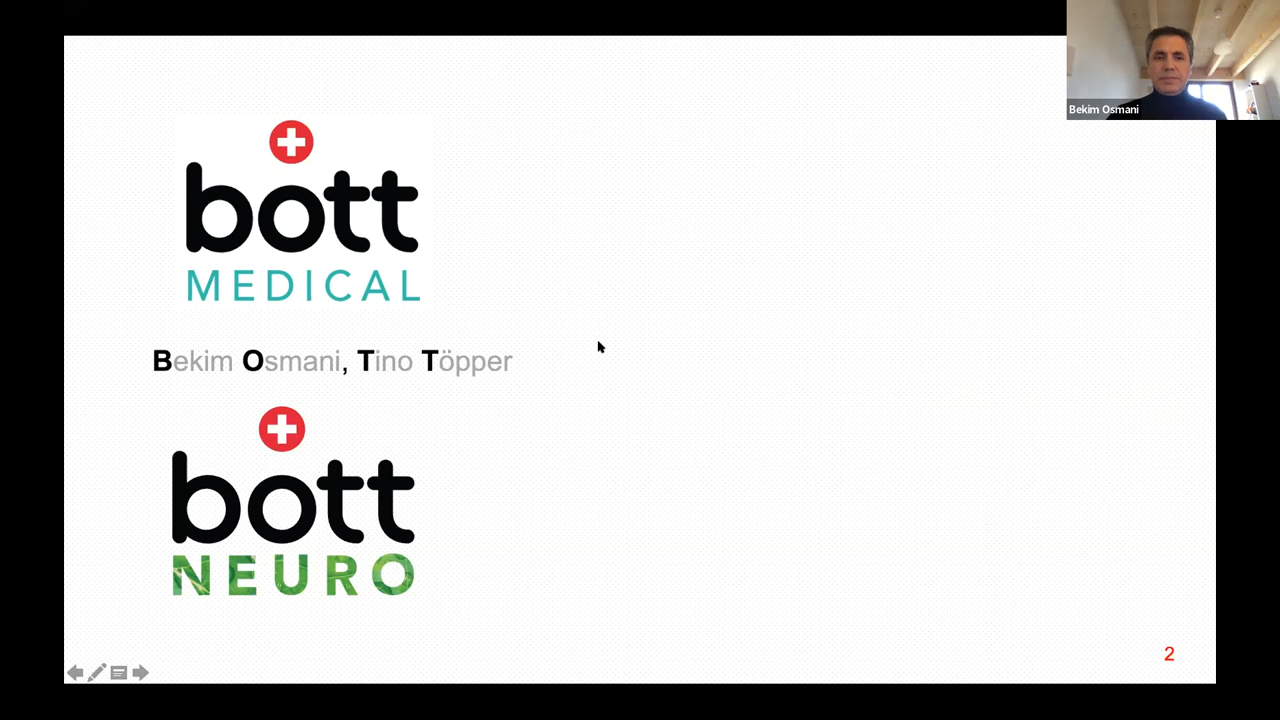 bott
MEDICAL
Bekim Osmani, Tino Töpper
bott
NEURO
2
Bekim Osmani